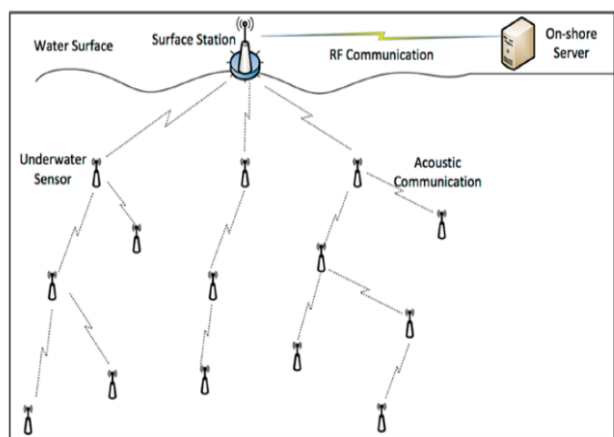 Water Surface
Surface
Station
RF Communication
On-shore
Server
Underwater
Sensor
Acoustic
Communication